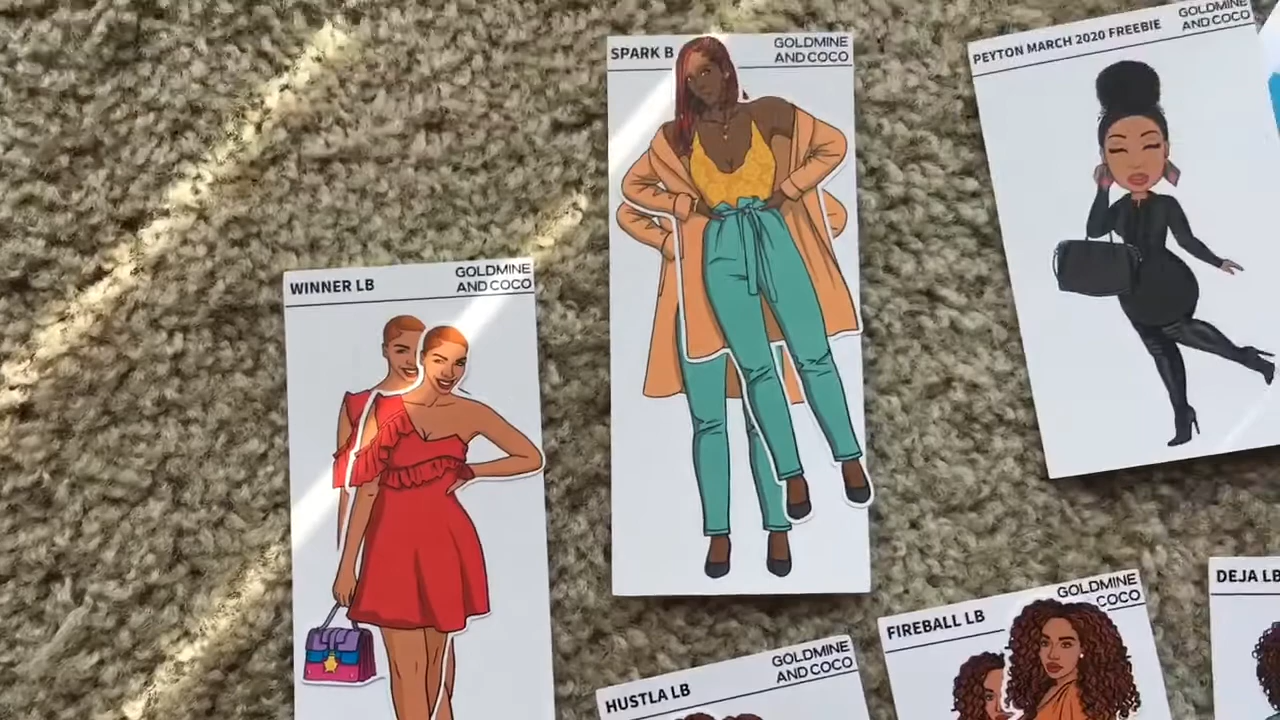 SPARK B
GOLDMINE
AND COCO
PEYTON MARCH 2020 FREEBIE
GOLDMINE
AND COCO
WINNER LB
GOLDMINE
AND COCO
HUSTLA LB
GOLDMINE
AND COCO
FIREBALL LB
GOLDMINE
COCO
DEJA LB